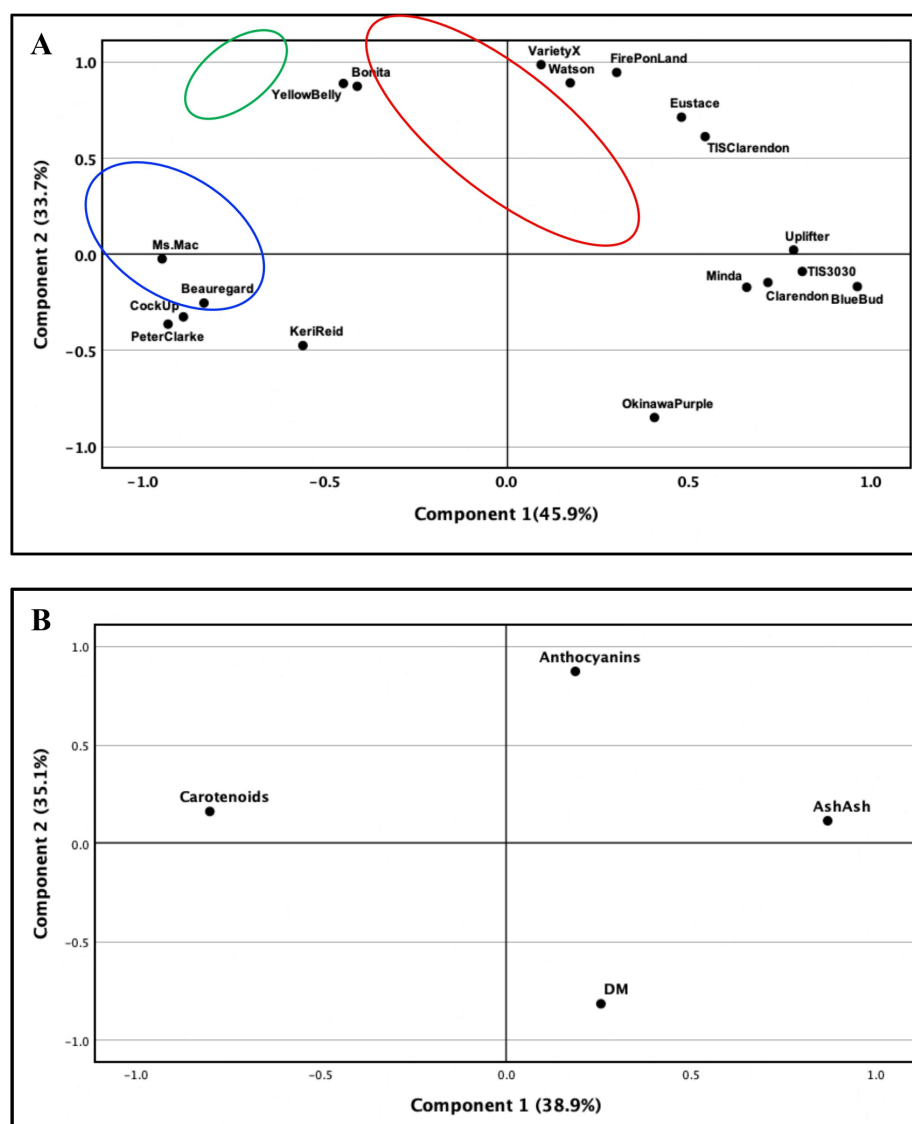 A
VarietyX
FirePonLand
Watson
Bonita
YellowBelly
Eustace
TISClarendon
Uplifter
TIS3030
Minda
Clarendon
BlueBud
Ms.Mac
Beauregard
CockUp
PeterClarke
KeriReid
OkinawaPurple
1.0
0.5
0.0
-0.5
-1.0
Component 2 (33.7%)
-1.0
-0.5
0.0
0.5
1.0
Component 1(45.9%)
B
Anthocyanins
Carotenoids
AshAsh
DM
1.0
0.5
0.0
-0.5
-1.0
Component 2 (35.1%)
-1.0
-0.5
0.0
0.5
1.0
Component 1 (38.9%)